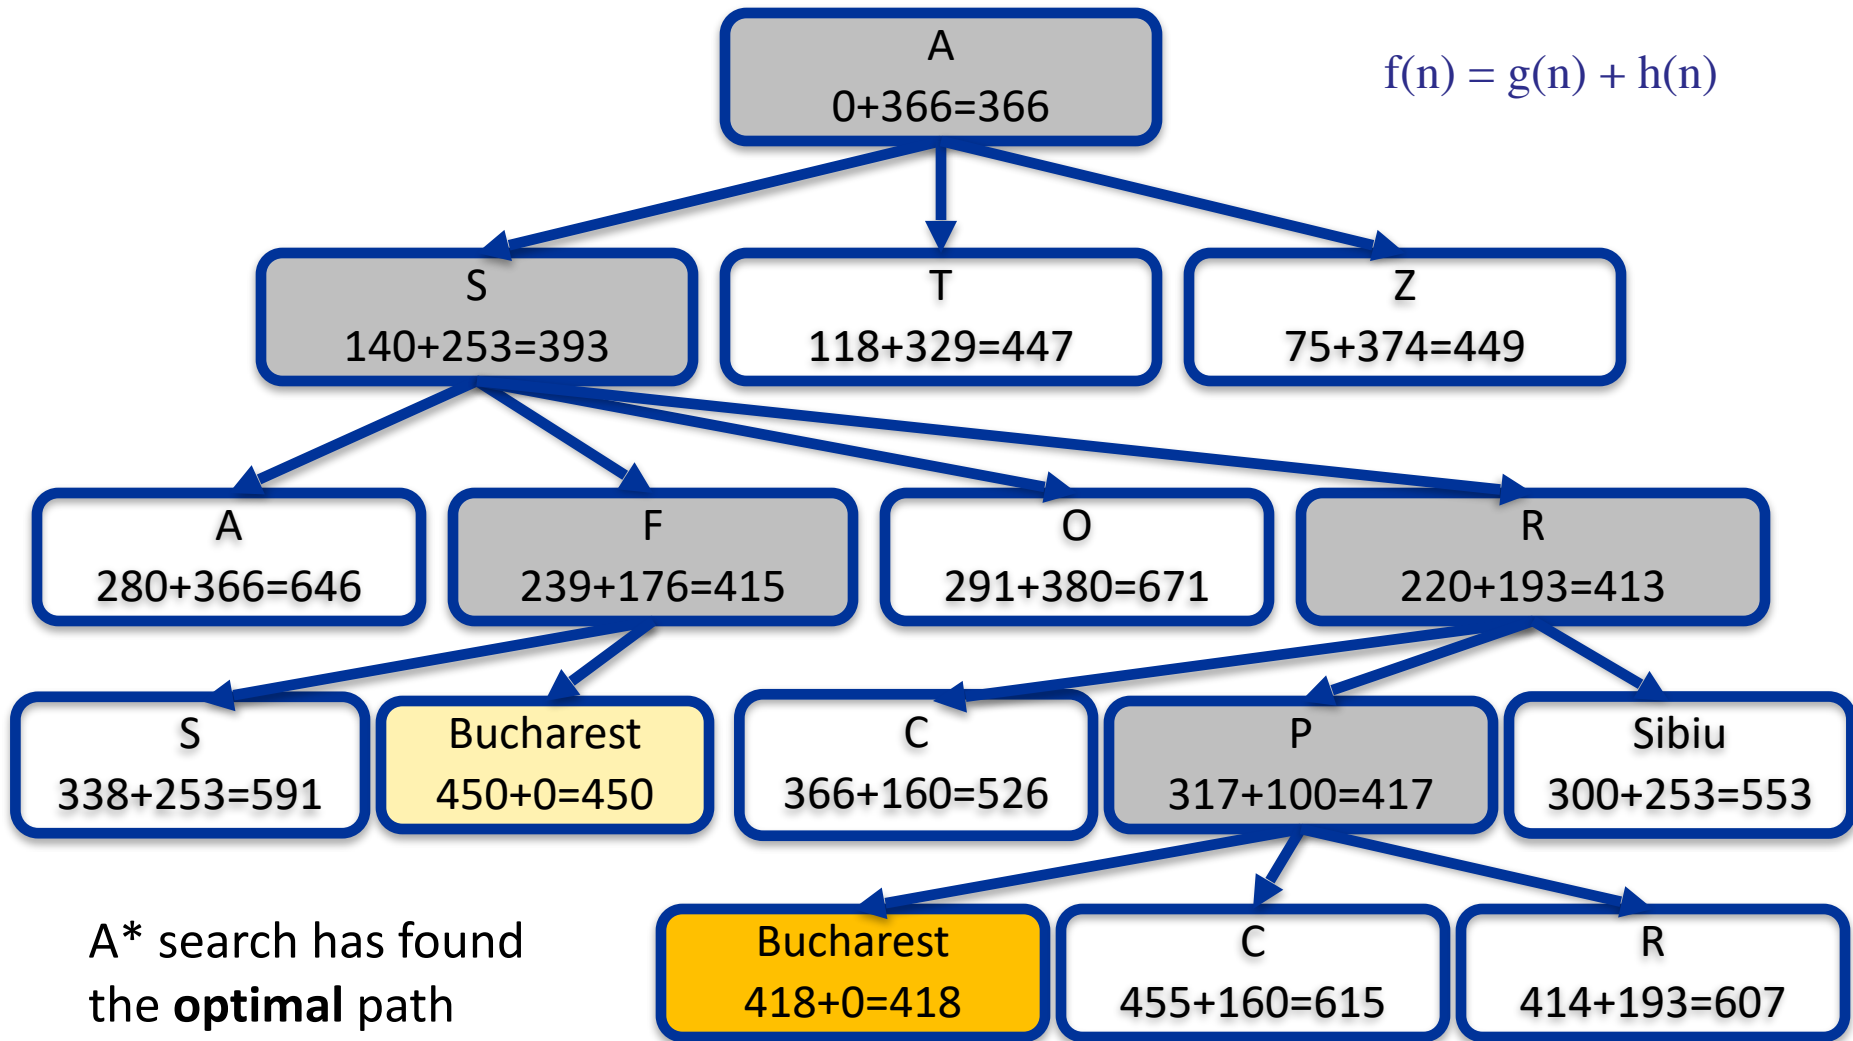 A
0+366=366
f(n) = g(n) + h(n)
S
140+253=393
T
118+329=447
Z
75+374=449
A
280+366=646
F
239+176=415
O
291+380=671
R
220+193=413
S
338+253=591
Bucharest
450+0=450
C
366+160=526
P
317+100=417
Sibiu
300+253=553
A* search has found
the optimal path
Bucharest
418+0=418
C
455+160=615
R
414+193=607